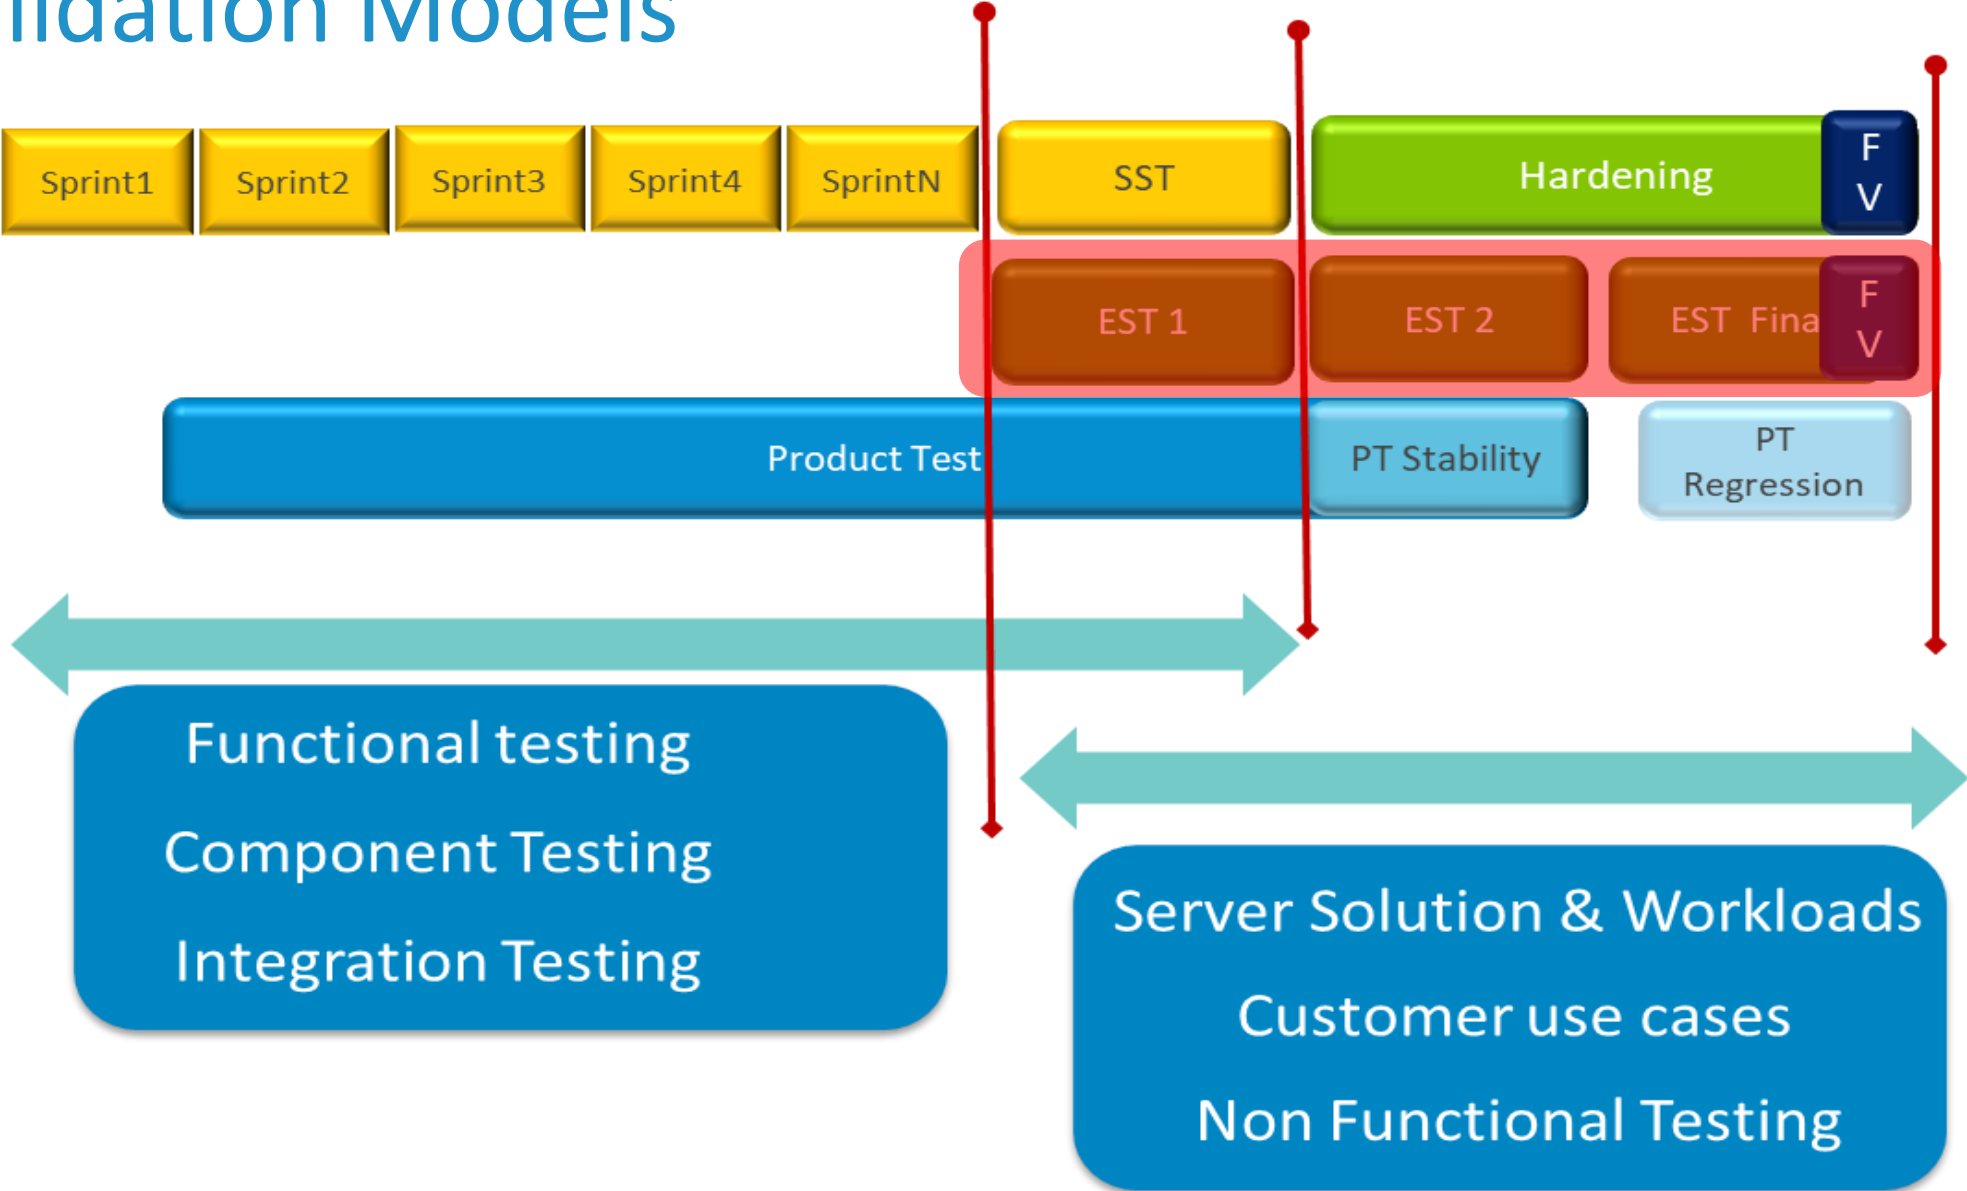 lidation Models
Sprint1
Sprint2
Sprint3
Sprint4
SprintN
SST
Hardening
F
V
EST 1
EST 2
EST Fina
F
V
Product Test
PT Stability
PT
Regression
Functional testing
Component Testing
Integration Testing
Server Solution & Workloads
Customer use cases
Non Functional Testing